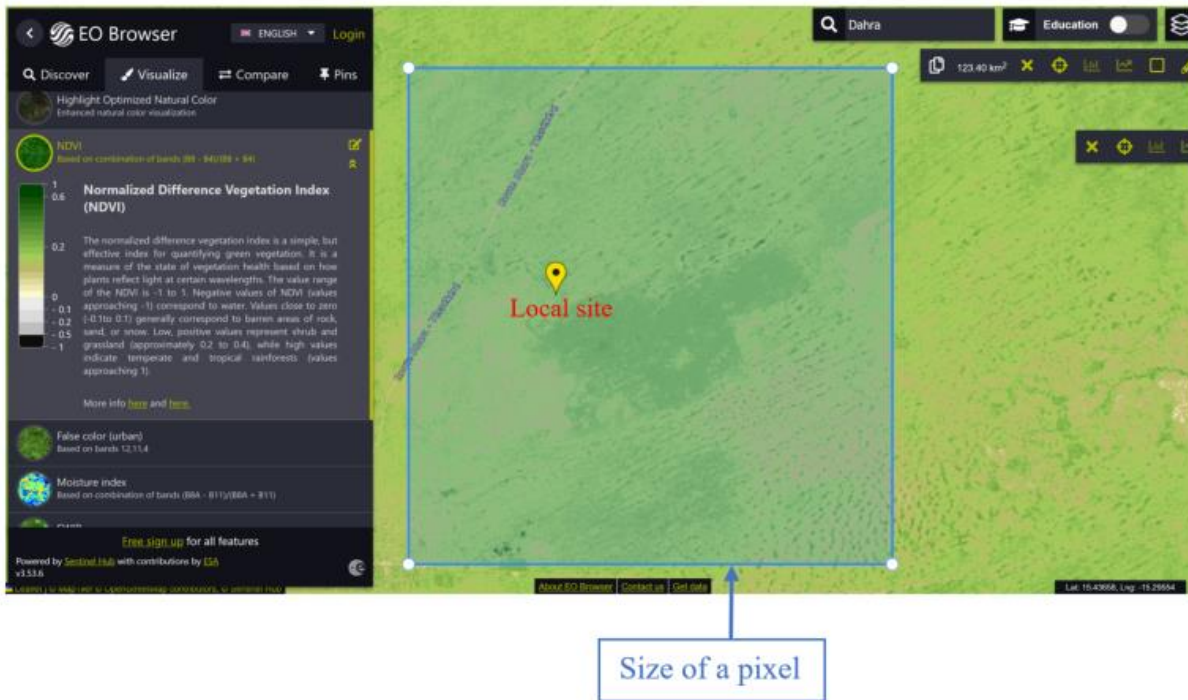 EO Browser
ENGLISH
Login
Dahra
Education
Discover
Visualize
Compare
Pins
123.40 km²
Highlight Optimized Natural Color
Enhanced natural color visualization
NDVI
Based on combination of bands (B8 - B4)/(B8 + B4)
1
0.6
0.2
0
- 0.1
- 0.2
- 0.5
- 1
Normalized Difference Vegetation Index
(NDVI)
The normalized difference vegetation index is a simple, but
effective index for quantifying green vegetation. It is a
measure of the state of vegetation health based on how
plants reflect light at certain wavelengths. The value range
of the NDVI is -1 to 1. Negative values of NDVI (values
approaching -1) correspond to water. Values close to zero
(-0.1to 0.1) generally correspond to barren areas of rock,
sand, or snow. Low, positive values represent shrub and
grassland (approximately 0.2 to 0.4), while high values
indicate temperate and tropical rainforests (values
approaching 1).
More info here and here.
Local site
False color (urban)
Based on bands 12,11,4
Moisture index
Based on combination of bands (B8A - B11)/(B8A + B11)
Free sign up for all features
Powered by Sentinel Hub with contributions by ESA
v3.53.6
About EO Browser
Contact us
Get data
Size of a pixel